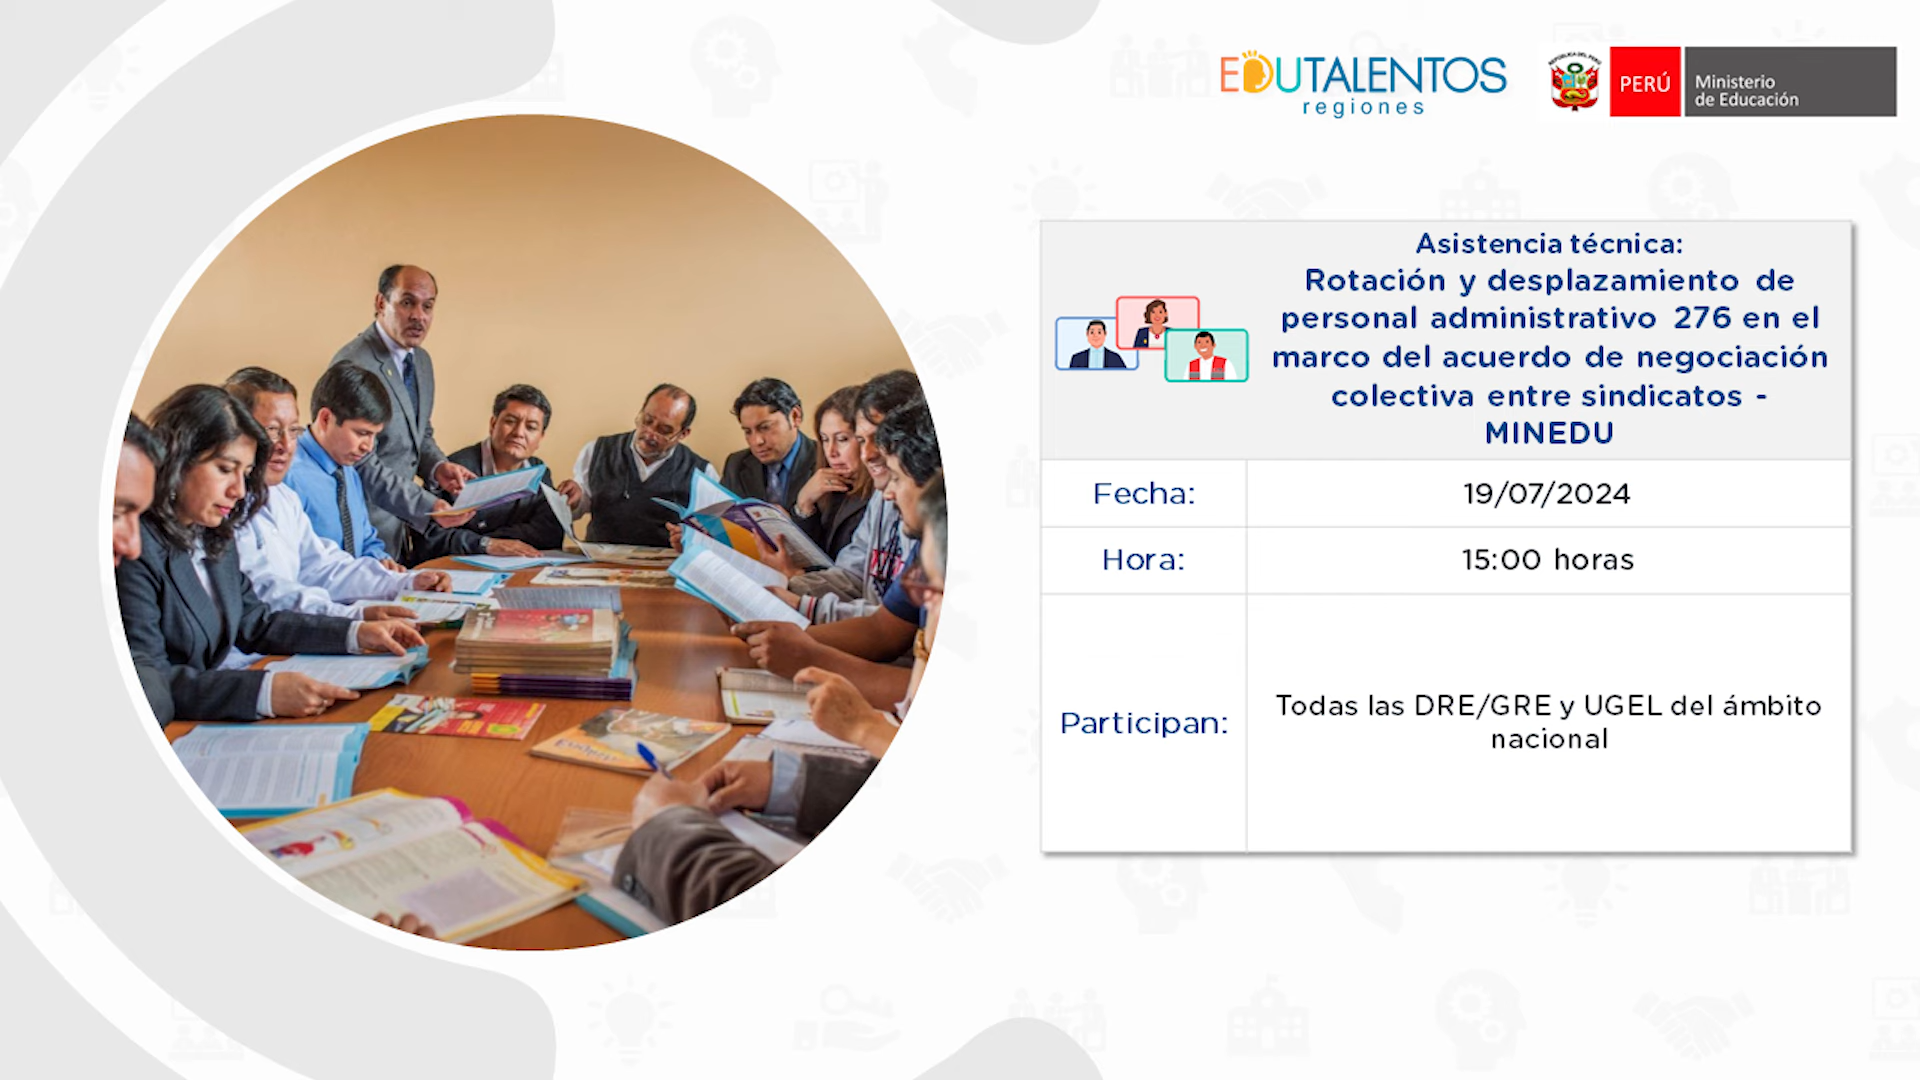 EDUTALENTOS
regiones
PERÚ
Ministerio
de Educación
Asistencia técnica:
Rotación y desplazamiento de
personal administrativo 276 en el
marco del acuerdo de negociación
colectiva entre sindicatos -
MINEDU
Fecha: 19/07/2024
Hora: 15:00 horas
Participan: Todas las DRE/GRE y UGEL del ámbito
nacional